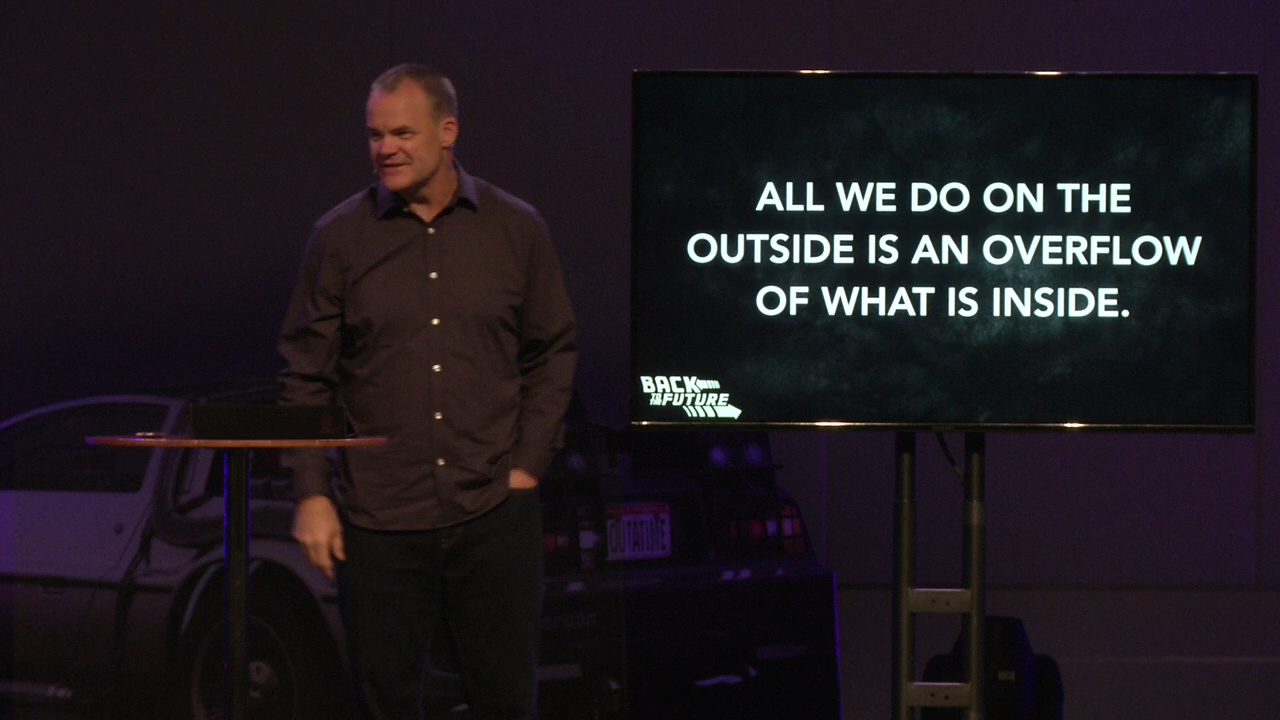 ALL WE DO ON THE
OUTSIDE IS AN OVERFLOW
OF WHAT IS INSIDE.
BACK
TO THE FUTURE
OUTATIME